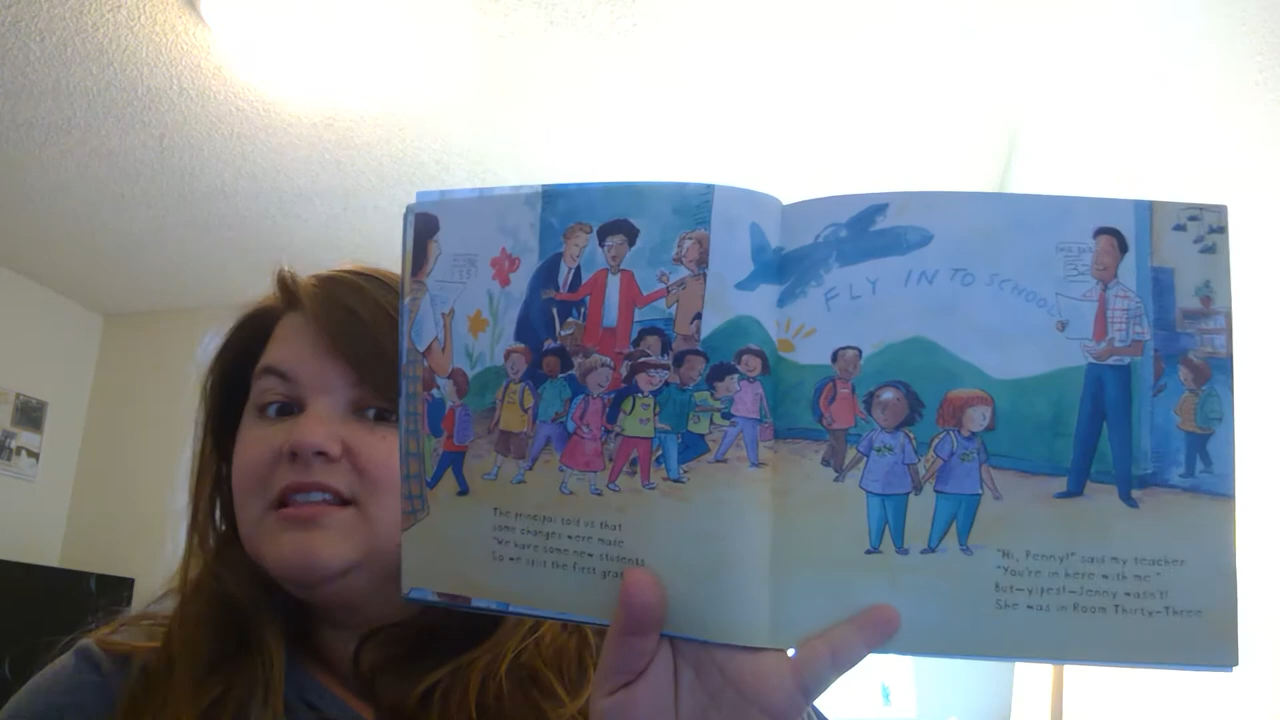 FLY INTO SCHOOL
The principal told us that
some changes were made
"We have some new students
So we split the first
"Hi, Penny!" said my teacher
"You're in here with me."
But—yipes!—Jenny wasn't!
She was in Room Thirty-Three